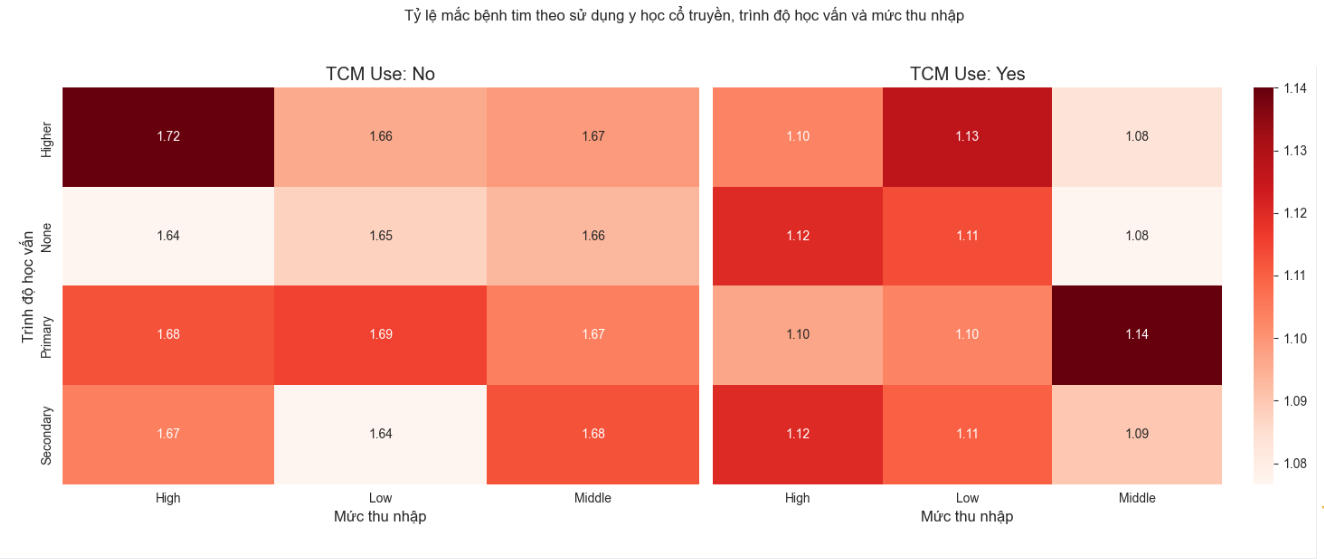 Tỷ lệ mắc bệnh tim theo sử dụng y học cổ truyền, trình độ học vấn và mức thu nhập
TCM Use: No
Trình độ học vấn
Higher 1.72 1.66 1.67
None 1.64 1.65 1.66
Primary 1.68 1.69 1.67
Secondary 1.67 1.64 1.68
High Low Middle
Mức thu nhập
TCM Use: Yes
1.10 1.13 1.08
1.12 1.11 1.08
1.10 1.10 1.14
1.12 1.11 1.09
High Low Middle
Mức thu nhập
1.14
1.13
1.12
1.11
1.10
1.09
1.08